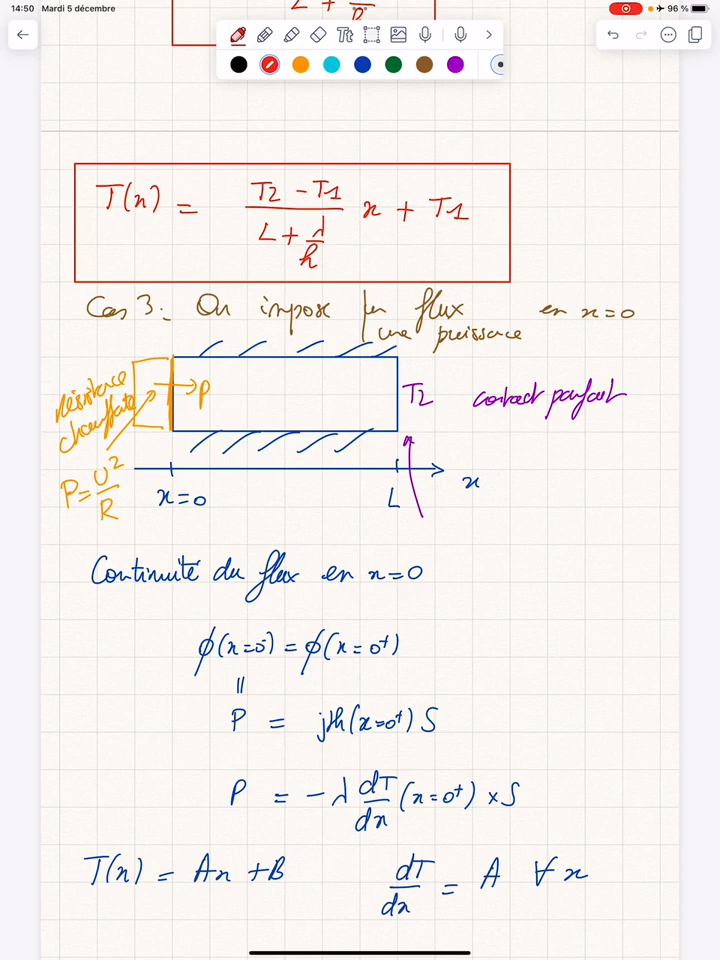 14:50 Mardi 5 décembre
96 %
L + λ/h
T(x) = (T2 - T1)/(L + λ/h) x + T1
Cas 3 : On impose un flux en x=0
une puissance
Résistance
chauffante
P
T2 contact parfait
P = U²/R
x=0
L
x
Continuité du flux en x=0
ϕ(x=0⁻) = ϕ(x=0⁺)
||
P = jth(x=0⁺) S
P = - λ dT/dx (x=0⁺) × S
T(x) = Ax + B dT/dx = A ∀ x